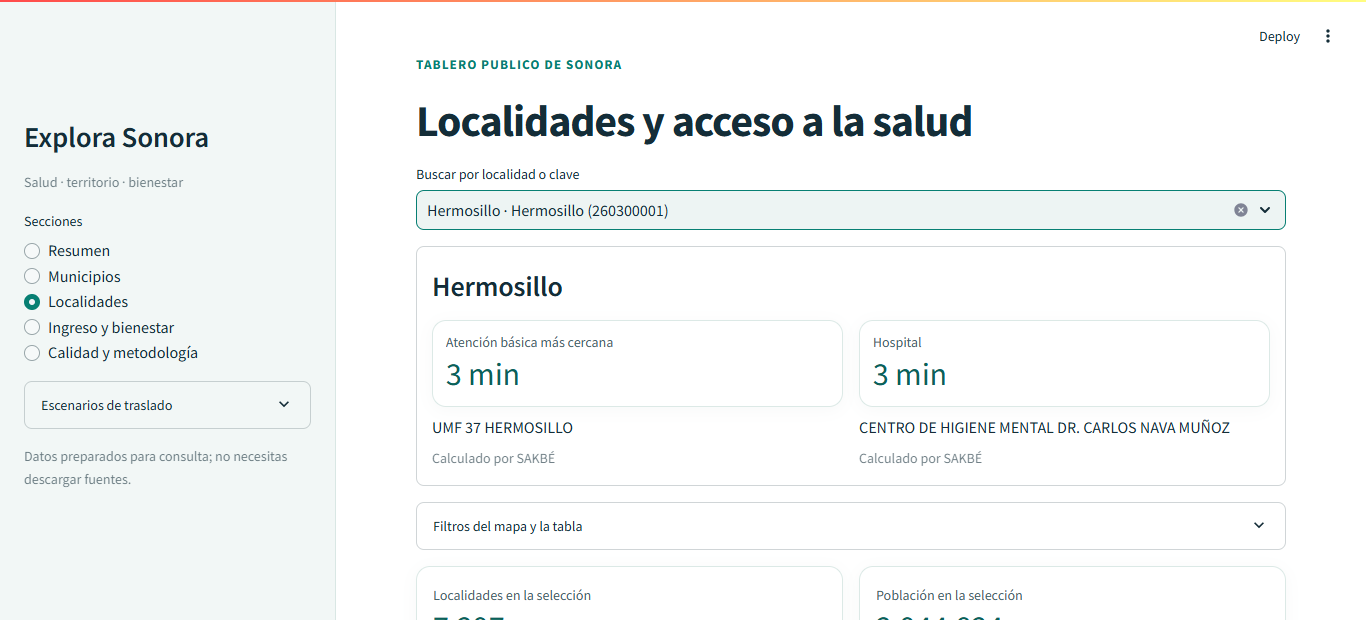 Deploy
TABLERO PUBLICO DE SONORA
Localidades y acceso a la salud
Explora Sonora
Salud · territorio · bienestar
Secciones
Resumen
Municipios
Localidades
Ingreso y bienestar
Calidad y metodología
Escenarios de traslado
Datos preparados para consulta; no necesitas
descargar fuentes.
Buscar por localidad o clave
Hermosillo · Hermosillo (260300001)
Hermosillo
Atención básica más cercana
3 min
UMF 37 HERMOSILLO
Calculado por SAKBÉ
Hospital
3 min
CENTRO DE HIGIENE MENTAL DR. CARLOS NAVA MUÑOZ
Calculado por SAKBÉ
Filtros del mapa y la tabla
Localidades en la selección
Población en la selección